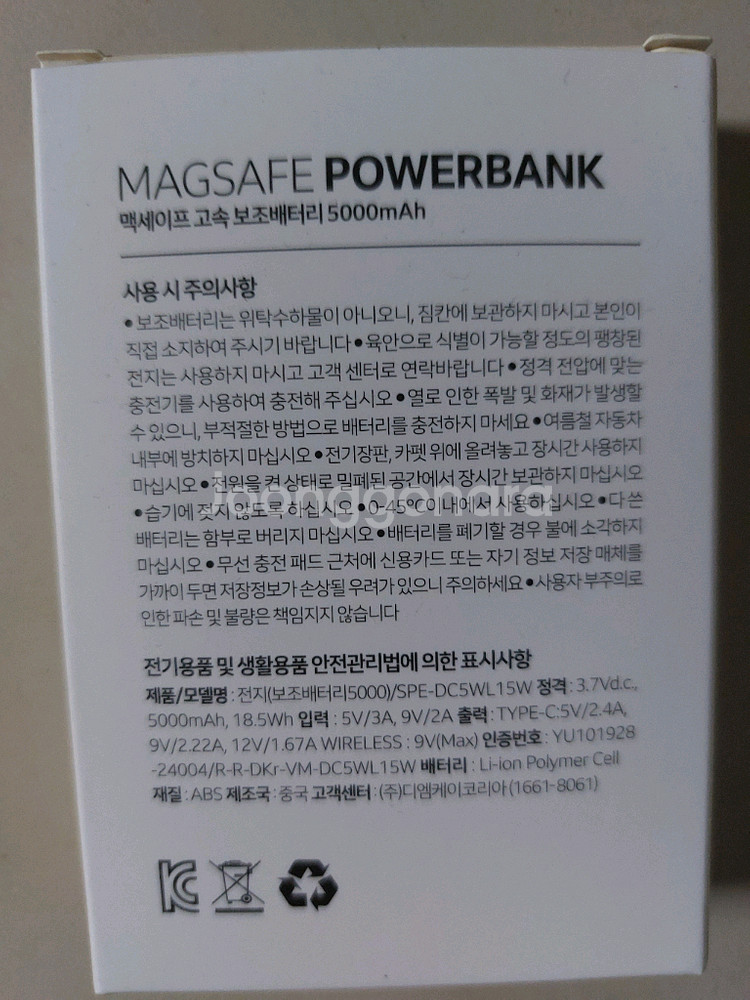 MAGSAFE POWERBANK
맥세이프 고속 보조배터리 5000mAh
사용 시 주의사항
• 보조배터리는 위탁수하물이 아니오니, 짐칸에 보관하지 마시고 본인이
직접 소지하여 주시기 바랍니다 • 육안으로 식별이 가능할 정도의 팽창된
전지는 사용하지 마시고 고객 센터로 연락바랍니다 • 정격 전압에 맞는
충전기를 사용하여 충전해 주십시오 • 열로 인한 폭발 및 화재가 발생할
수 있으니, 부적절한 방법으로 배터리를 충전하지 마세요 • 여름철 자동차
내부에 방치하지 마십시오 • 전기장판, 카펫 위에 올려놓고 장시간 사용하지
마십시오 • 전원을 켠 상태로 밀폐된 공간에서 장시간 보관하지 마십시오
joonggonara
• 습기에 젖지 않도록 하십시오 • 0-45℃이내에서 사용하십시오 • 다 쓴
배터리는 함부로 버리지 마십시오 • 배터리를 폐기할 경우 불에 소각하지
마십시오 • 무선 충전 패드 근처에 신용카드 또는 자기 정보 저장 매체를
가까이 두면 저장정보가 손상될 우려가 있으니 주의하세요 • 사용자 부주의로
인한 파손 및 불량은 책임지지 않습니다
전기용품 및 생활용품 안전관리법에 의한 표시사항
제품/모델명 : 전지(보조배터리5000)/SPE-DC5WL15W 정격 : 3.7Vd.c.,
5000mAh, 18.5Wh 입력 : 5V/3A, 9V/2A 출력 : TYPE-C:5V/2.4A,
9V/2.22A, 12V/1.67A WIRELESS : 9V(Max) 인증번호 : YU101928
-24004/R-R-DKr-VM-DC5WL15W 배터리 : Li-ion Polymer Cell
재질 : ABS 제조국 : 중국 고객센터 : (주)디엠케이코리아 (1661-8061)